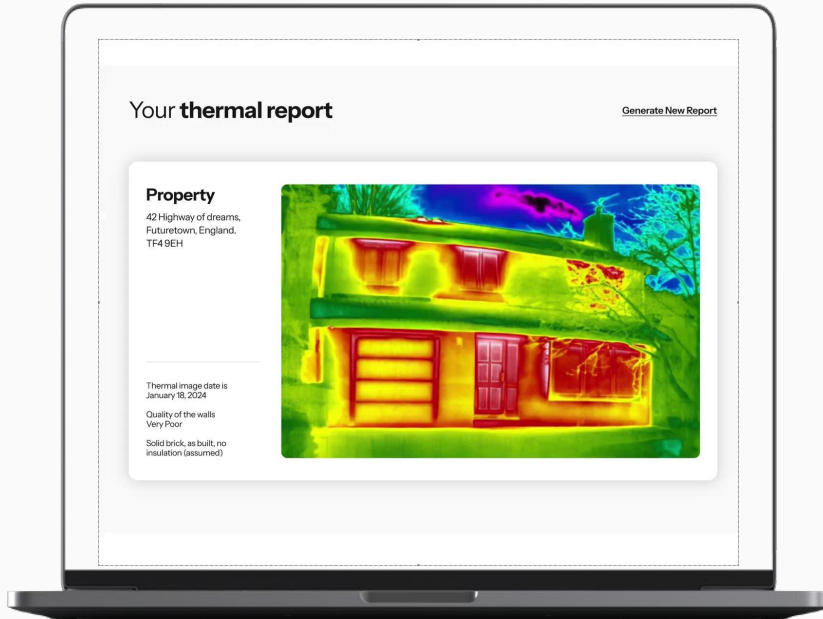 Your thermal report
Generate New Report
Property
42 Highway of dreams,
Futuretown, England.
TF4 9EH
Thermal image date is
January 18, 2024
Quality of the walls
Very Poor
Solid brick, as built, no
insulation (assumed)